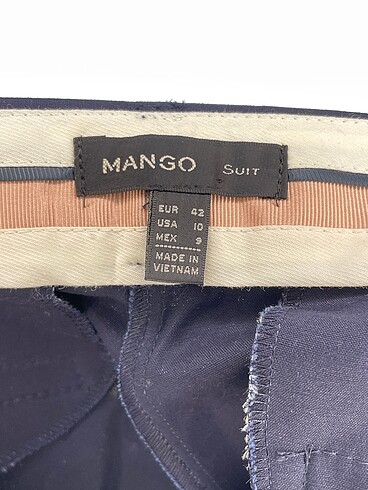 MANGO SUIT
EUR 42
USA 10
MEX 9
MADE IN
VIETNAM